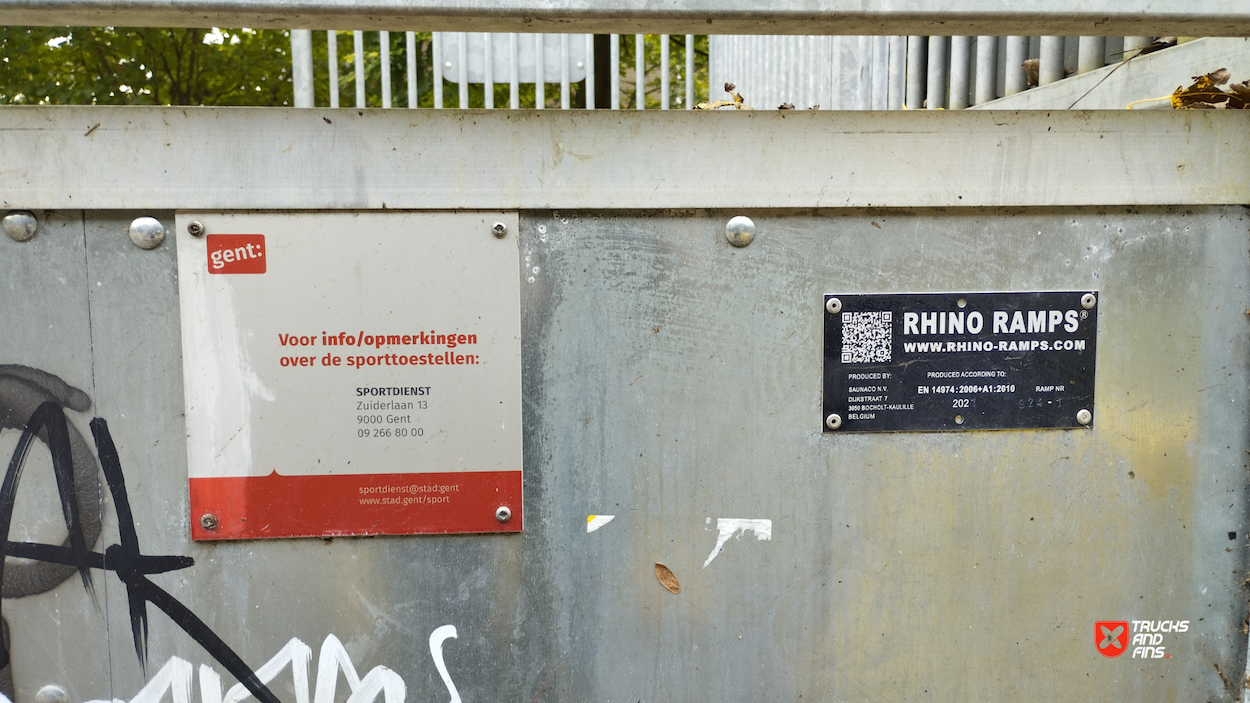 gent:
Voor info/opmerkingen
over de sporttoestellen:
SPORTDIENST
Zuiderlaan 13
9000 Gent
09 266 80 00
sportdienst@stad.gent
www.stad.gent/sport
RHINO RAMPS®
WWW.RHINO-RAMPS.COM
PRODUCED BY:
SAUNACO N.V.
DIJKSTRAAT 7
3950 BOCHOLT-KAULILLE
BELGIUM
PRODUCED ACCORDING TO:
EN 14974:2006+A1:2010
RAMP NR
TRUCKS
AND
FINS